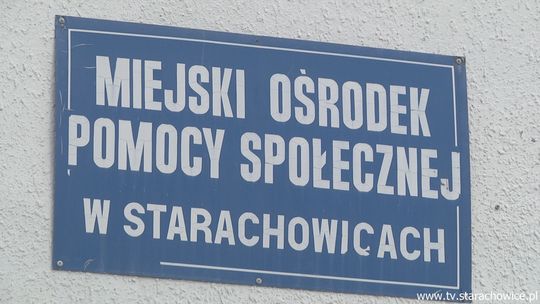 MIEJSKI OŚRODEK
POMOCY SPOŁECZNEJ
W STARACHOWICACH
www.tv.starachowice.pl